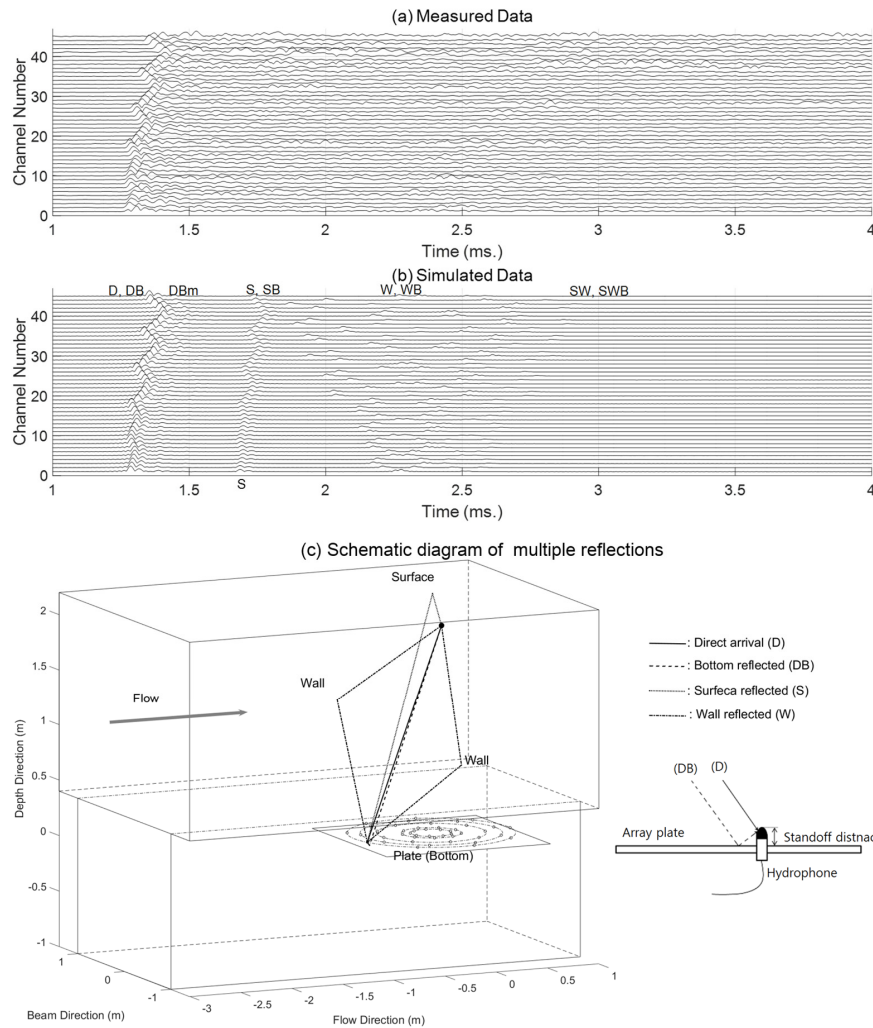 (a) Measured Data
40
30
20
10
0
Channel Number
1
1.5
2
2.5
3
3.5
4
Time (ms.)
(b) Simulated Data
D, DB
DBm
S, SB
W, WB
SW, SWB
40
30
20
10
0
Channel Number
1
1.5
2
2.5
3
3.5
4
S
Time (ms.)
(c) Schematic diagram of multiple reflections
Surface
2
1.5
1
0.5
0
-0.5
-1
Depth Direction (m)
Wall
Flow
Wall
Plate (Bottom)
: Direct arrival (D)
: Bottom reflected (DB)
: Surfeca reflected (S)
: Wall reflected (W)
(DB)
(D)
Array plate
Standoff distnac
Hydrophone
1
0
-1
Beam Direction (m)
-3
-2.5
-2
-1.5
-1
-0.5
0
0.5
1
Flow Direction (m)